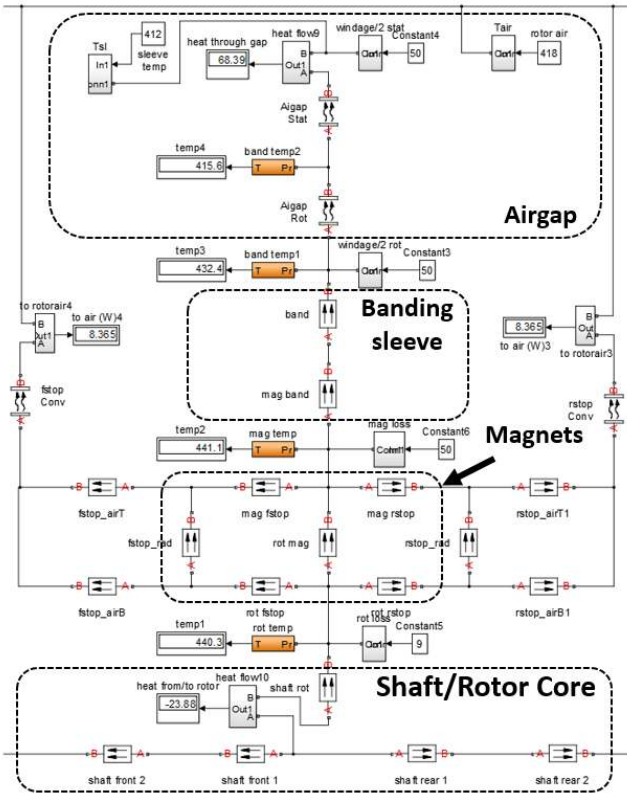 412
sleeve
temp
Tsl
In1
onn1
heat flow9
B
Out1
A
heat through gap
68.39
windage/2 stat
Constant4
50
Tair
rotor air
418
B
Aigap
Stat
A
temp4
415.6
band temp2
T Pr
B
Aigap
Rot
A
Airgap
temp3
432.4
band temp1
T Pr
windage/2 rot
Constant3
50
to rotorair4
B
Out1
A
to air (W)4
8.365
B
band
A
B
mag band
A
Banding
sleeve
8.365
to air (W)3
B
Out
A
to rotorair3
B
fstop
Conv
A
B
rstop
Conv
A
temp2
441.1
mag temp
T Pr
mag loss
Constant6
50
Magnets
B A
fstop_airT
B A
mag fstop
A B
mag rstop
A B
rstop_airT1
B
fstop_rad
A
B
rot mag
A
B
rstop_rad
A
B A
fstop_airB
B A
rot fstop
A B
rot rstop
A B
rstop_airB1
temp1
440.3
rot temp
T Pr
rot loss
Constant5
9
heat from/to rotor
-23.88
heat flow10
B
Out1
A
B
shaft rot
A
Shaft/Rotor Core
B A
shaft front 2
B A
shaft front 1
A B
shaft rear 1
A B
shaft rear 2